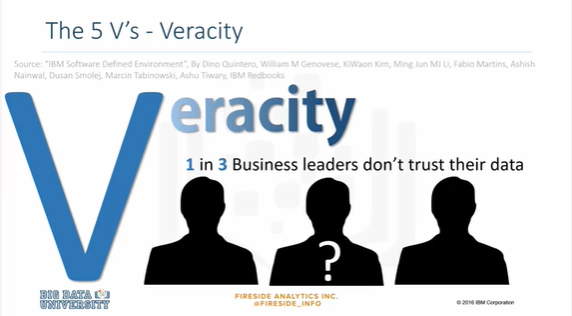 The 5 V's - Veracity
Source: "IBM Software Defined Environment", By Dino Quintero, William M Genovese, KiWaon Kim, Ming Jun MJ Li, Fabio Martins, Ashish
Nainwal, Dusan Smolej, Marcin Tabinowski, Ashu Tiwary, IBM Redbooks
Veracity
1 in 3 Business leaders don't trust their data
?
BIG DATA
UNIVERSITY
FIRESIDE ANALYTICS INC.
@FIRESIDE_INFO
© 2016 IBM Corporation